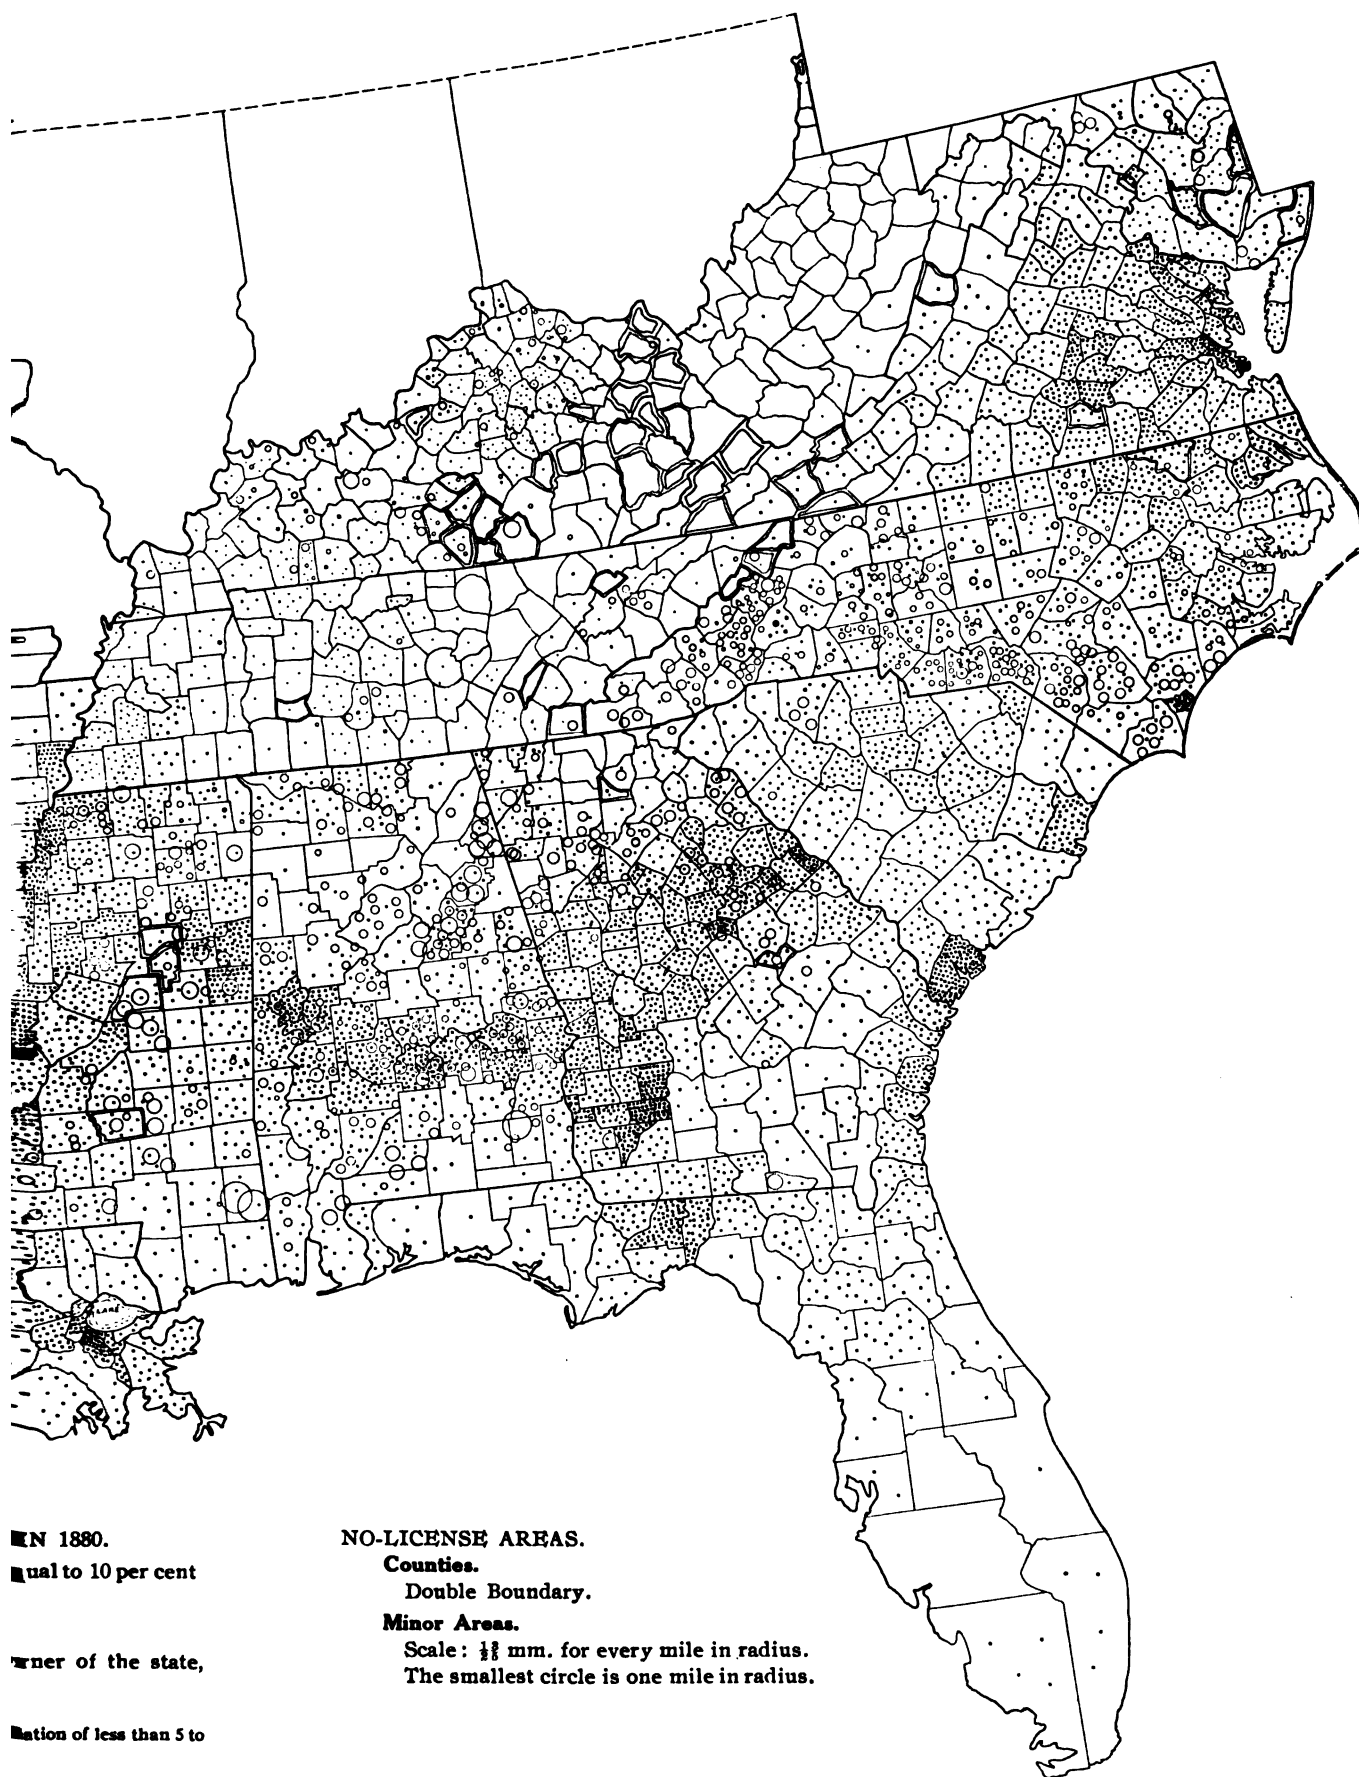 LAKE
IN 1880.
ual to 10 per cent
rner of the state,
ation of less than 5 to
NO-LICENSE AREAS.
Counties.
Double Boundary.
Minor Areas.
Scale: mm. for every mile in radius.
The smallest circle is one mile in radius.